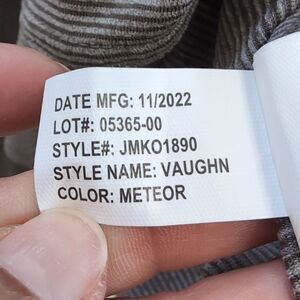 DATE MFG: 11/2022
LOT#: 05365-00
STYLE#: JMKO1890
STYLE NAME: VAUGHN
COLOR: METEOR